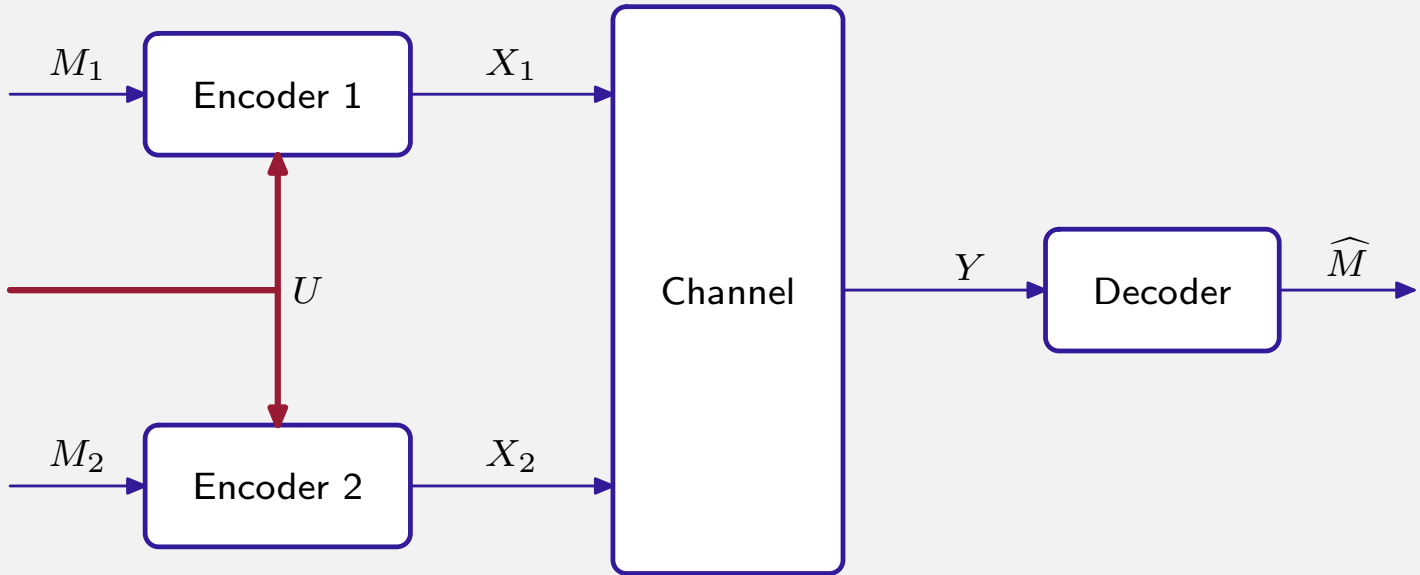 M₁
Encoder 1
X₁
U
M₂
Encoder 2
X₂
Channel
Y
Decoder
M̂